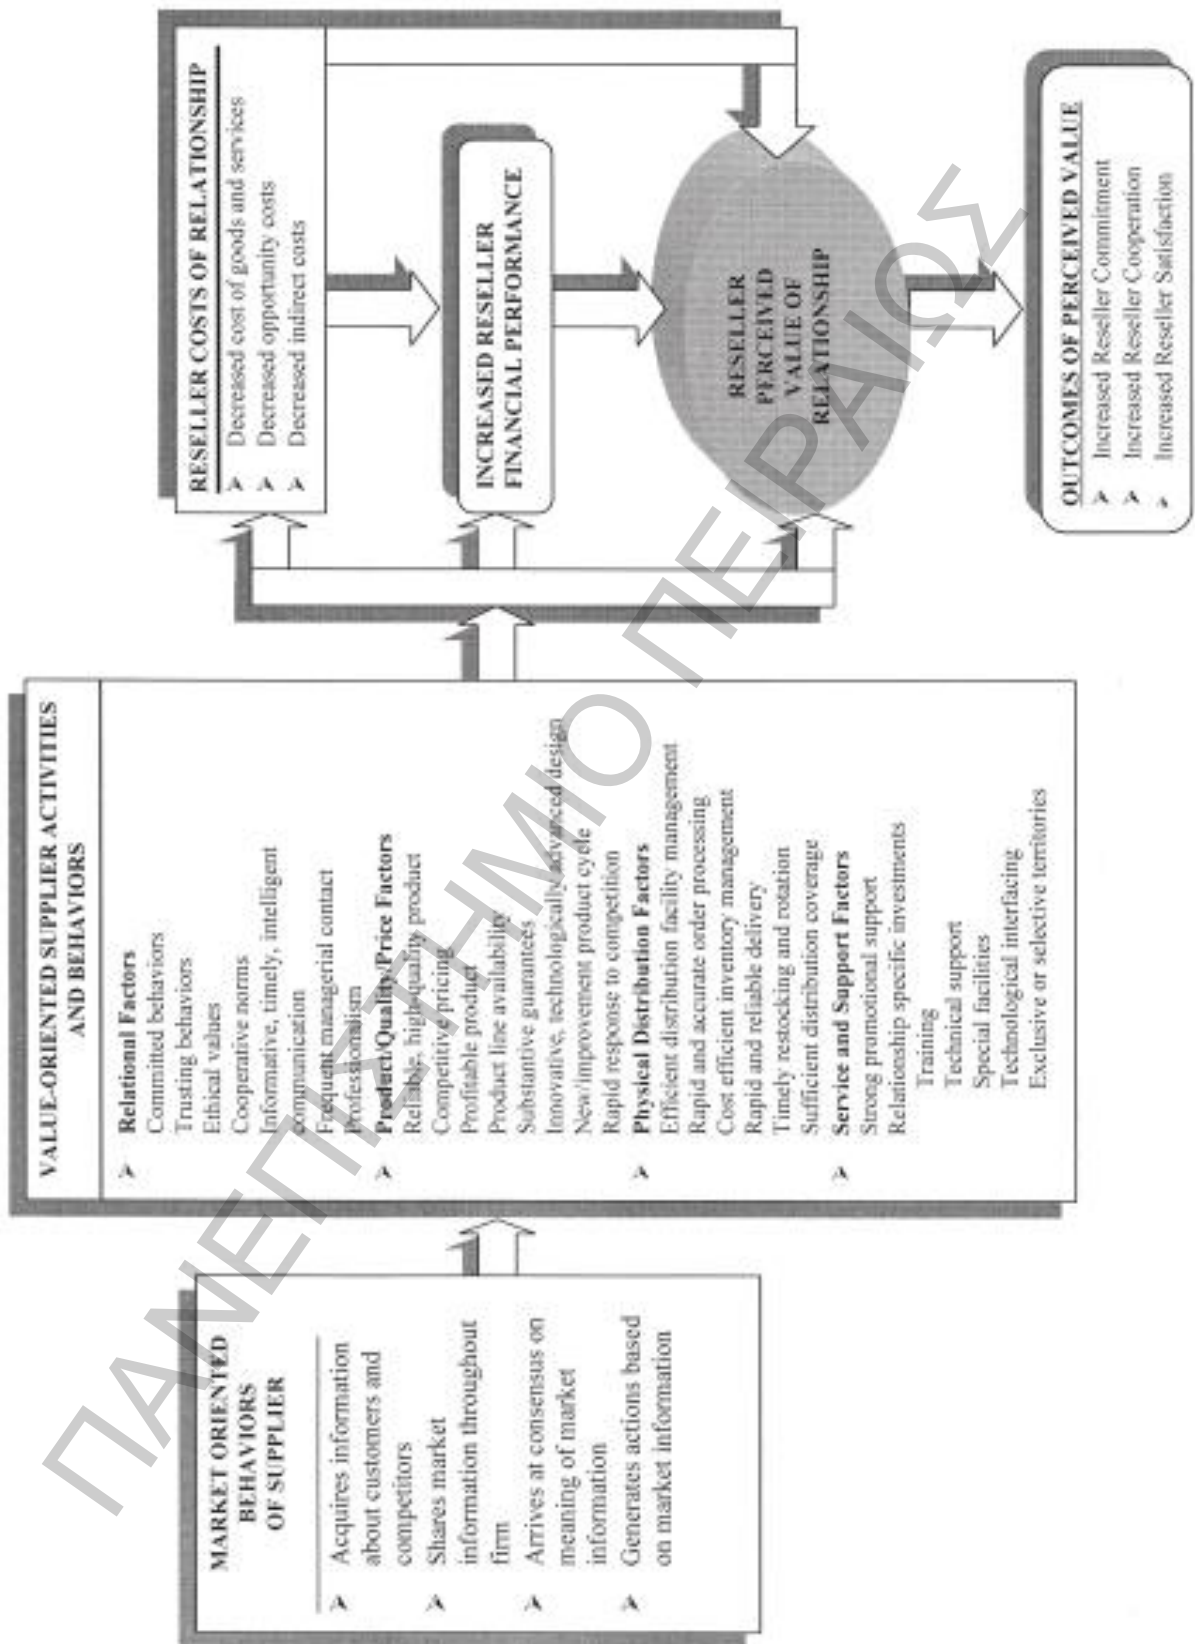 MARKET ORIENTED
BEHAVIORS
OF SUPPLIER
➢ Acquires information
about customers and
competitors
➢ Shares market
information throughout
firm
➢ Arrives at consensus on
meaning of market
information
➢ Generates actions based
on market information
VALUE-ORIENTED SUPPLIER ACTIVITIES
AND BEHAVIORS
➢ Relational Factors
Committed behaviors
Trusting behaviors
Ethical values
Cooperative norms
Informative, timely, intelligent
communication
Frequent managerial contact
Professionalism
➢ Product/Quality/Price Factors
Reliable, high-quality product
Competitive pricing
Profitable product
Product line availability
Substantive guarantees
Innovative, technologically advanced design
New/improvement product cycle
Rapid response to competition
➢ Physical Distribution Factors
Efficient distribution facility management
Rapid and accurate order processing
Cost efficient inventory management
Rapid and reliable delivery
Timely restocking and rotation
Sufficient distribution coverage
➢ Service and Support Factors
Strong promotional support
Relationship specific investments
Training
Technical support
Special facilities
Technological interfacing
Exclusive or selective territories
RESELLER COSTS OF RELATIONSHIP
➢ Decreased cost of goods and services
➢ Decreased opportunity costs
➢ Decreased indirect costs
INCREASED RESELLER
FINANCIAL PERFORMANCE
RESELLER
PERCEIVED
VALUE OF
RELATIONSHIP
OUTCOMES OF PERCEIVED VALUE
➢ Increased Reseller Commitment
➢ Increased Reseller Cooperation
➢ Increased Reseller Satisfaction
ΠΑΝΕΠΙΣΤΗΜΙΟ ΠΕΙΡΑΙΩΣ